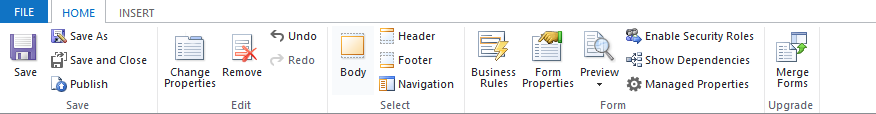 FILE HOME INSERT
Save
Save As
Save and Close
Publish
Save
Change
Properties
Remove
Undo
Redo
Edit
Body
Header
Footer
Navigation
Select
Business
Rules
Form
Properties
Preview
Enable Security Roles
Show Dependencies
Managed Properties
Form
Merge
Forms
Upgrade